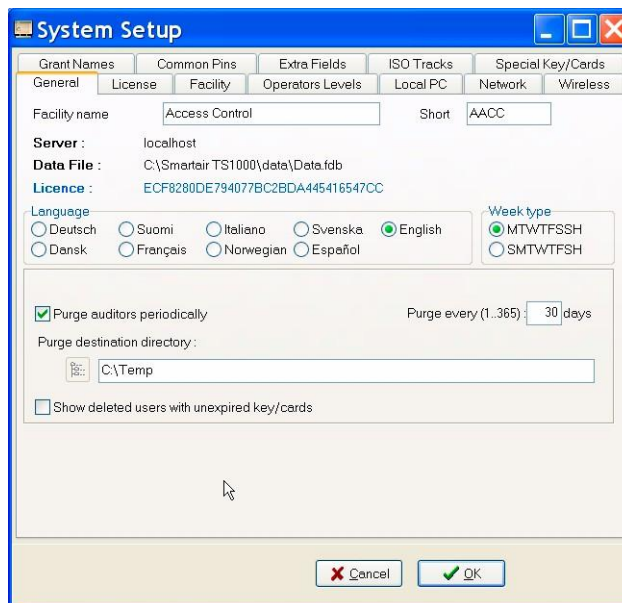 System Setup
Grant Names Common Pins Extra Fields ISO Tracks Special Key/Cards
General License Facility Operators Levels Local PC Network Wireless
Facility name Access Control Short AACC
Server : localhost
Data File : C:\Smartair TS1000\data\Data.fdb
Licence : ECF8280DE794077BC2BDA445416547CC
Language Week type
Deutsch Suomi Italiano Svenska English MTWTFSSH
Dansk Français Norwegian Español SMTWTFSH
Purge auditors periodically Purge every (1..365) : 30 days
Purge destination directory :
C:\Temp
Show deleted users with unexpired key/cards
Cancel OK